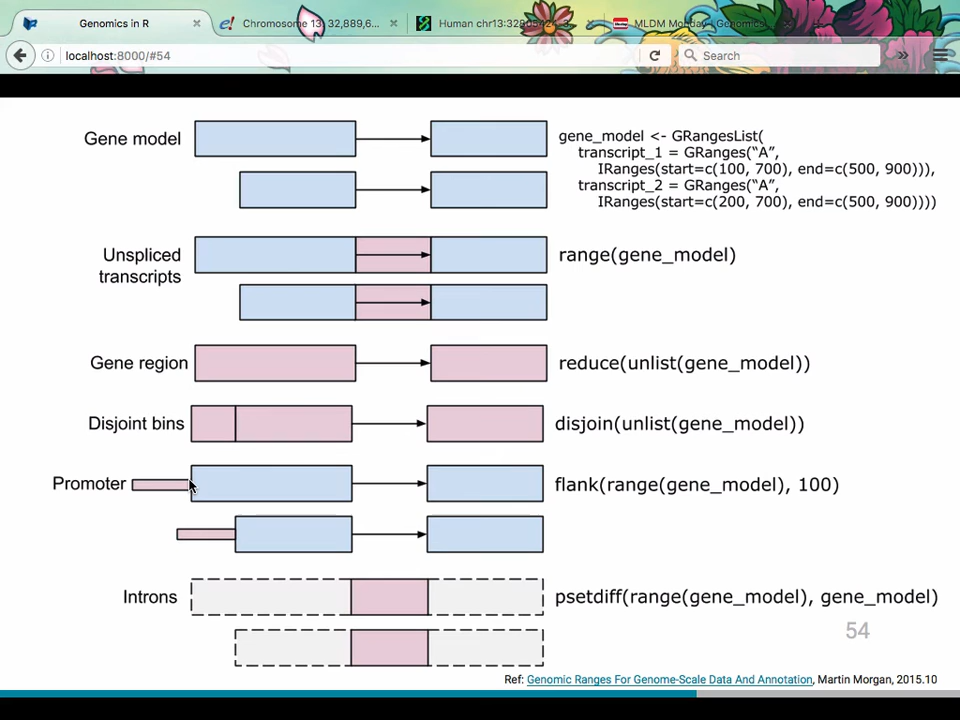 Genomics in R
Chromosome 13: 32,889,6...
Human chr13:32905424-3
MLDM Monday | Genomics
localhost:8000/#54
Search
Gene model
gene_model <- GRangesList(
transcript_1 = GRanges("A",
IRanges(start=c(100, 700), end=c(500, 900))),
transcript_2 = GRanges("A",
IRanges(start=c(200, 700), end=c(500, 900))))
Unspliced
transcripts
range(gene_model)
Gene region
reduce(unlist(gene_model))
Disjoint bins
disjoin(unlist(gene_model))
Promoter
flank(range(gene_model), 100)
Introns
psetdiff(range(gene_model), gene_model)
54
Ref: Genomic Ranges For Genome-Scale Data And Annotation, Martin Morgan, 2015.10